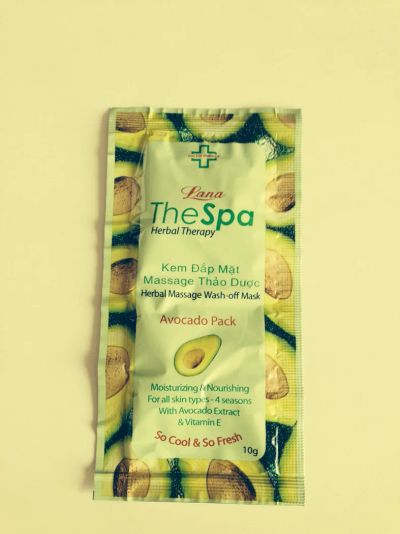 Lana
TheSpa
Herbal Therapy
Kem Đắp Mặt
Massage Thảo Dược
Herbal Massage Wash-off Mask
Avocado Pack
Moisturizing & Nourishing
For all skin types - 4 seasons
With Avocado Extract
& Vitamin E
So Cool & So Fresh
10g